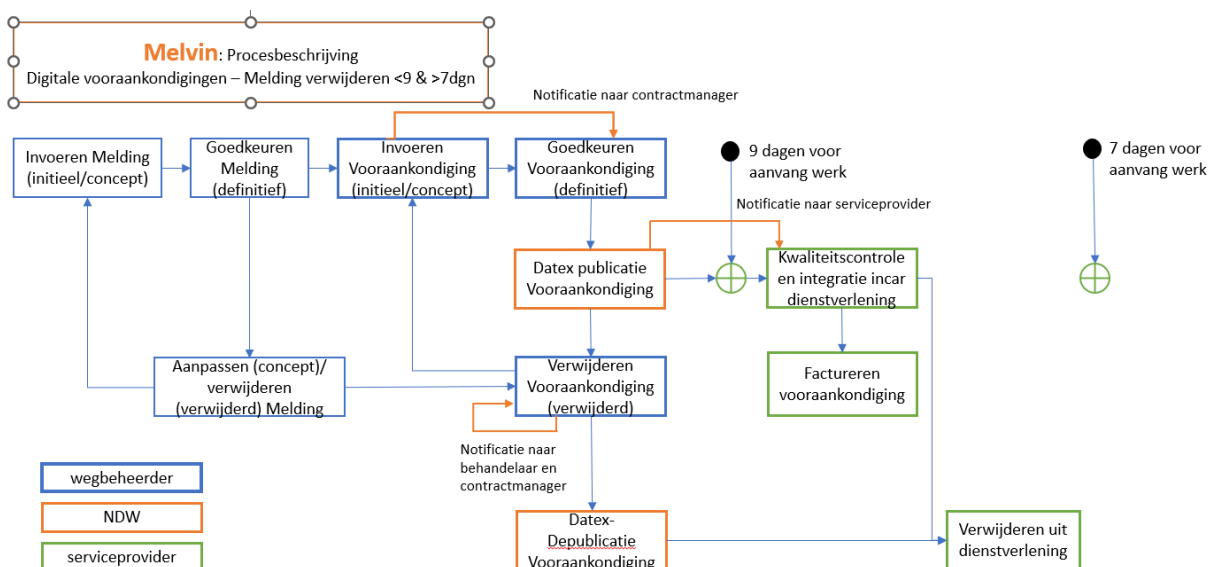 Melvin: Procesbeschrijving
Digitale vooraankondigingen – Melding verwijderen <9 & >7dgn
Notificatie naar contractmanager
Invoeren Melding
(initieel/concept)
Goedkeuren
Melding
(definitief)
Invoeren
Vooraankondiging
(initieel/concept)
Goedkeuren
Vooraankondiging
(definitief)
9 dagen voor
aanvang werk
7 dagen voor
aanvang werk
Notificatie naar serviceprovider
Datex publicatie
Vooraankondiging
Kwaliteitscontrole
en integratie incar
dienstverlening
Aanpassen (concept)/
verwijderen
(verwijderd) Melding
Verwijderen
Vooraankondiging
(verwijderd)
Factureren
vooraankondiging
Notificatie naar
behandelaar en
contractmanager
wegbeheerder
NDW
serviceprovider
Datex-
Depublicatie
Vooraankondiging
Verwijderen uit
dienstverlening